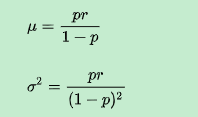 μ = pr / (1 − p)
σ² = pr / (1 − p)²